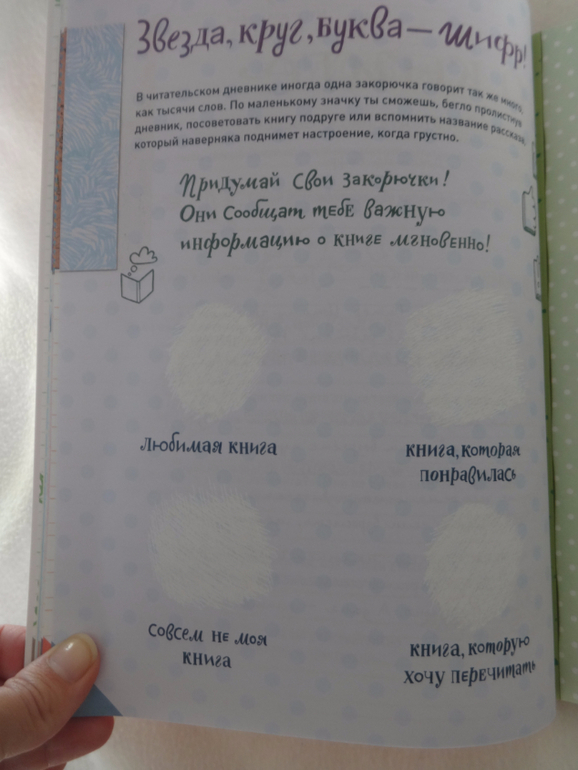 Звезда, круг, буква — шифр!
В читательском дневнике иногда одна закорючка говорит так же много,
как тысячи слов. По маленькому значку ты сможешь, бегло пролистнув
дневник, посоветовать книгу подруге или вспомнить название рассказа,
который наверняка поднимет настроение, когда грустно.
Придумай свои закорючки!
Они сообщат тебе важную
информацию о книге мгновенно!
любимая книга
книга, которая
понравилась
совсем не моя
книга
книга, которую
хочу перечитать